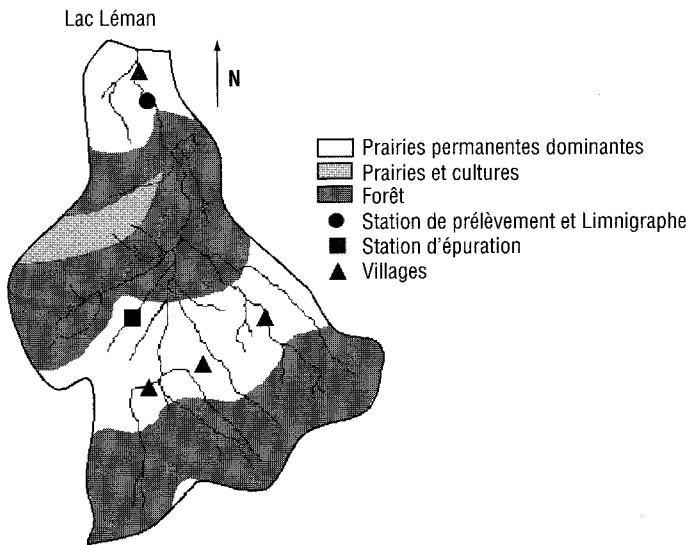 Lac Léman
N
Prairies permanentes dominantes
Prairies et cultures
Forêt
Station de prélèvement et Limnigraphe
Station d'épuration
Villages